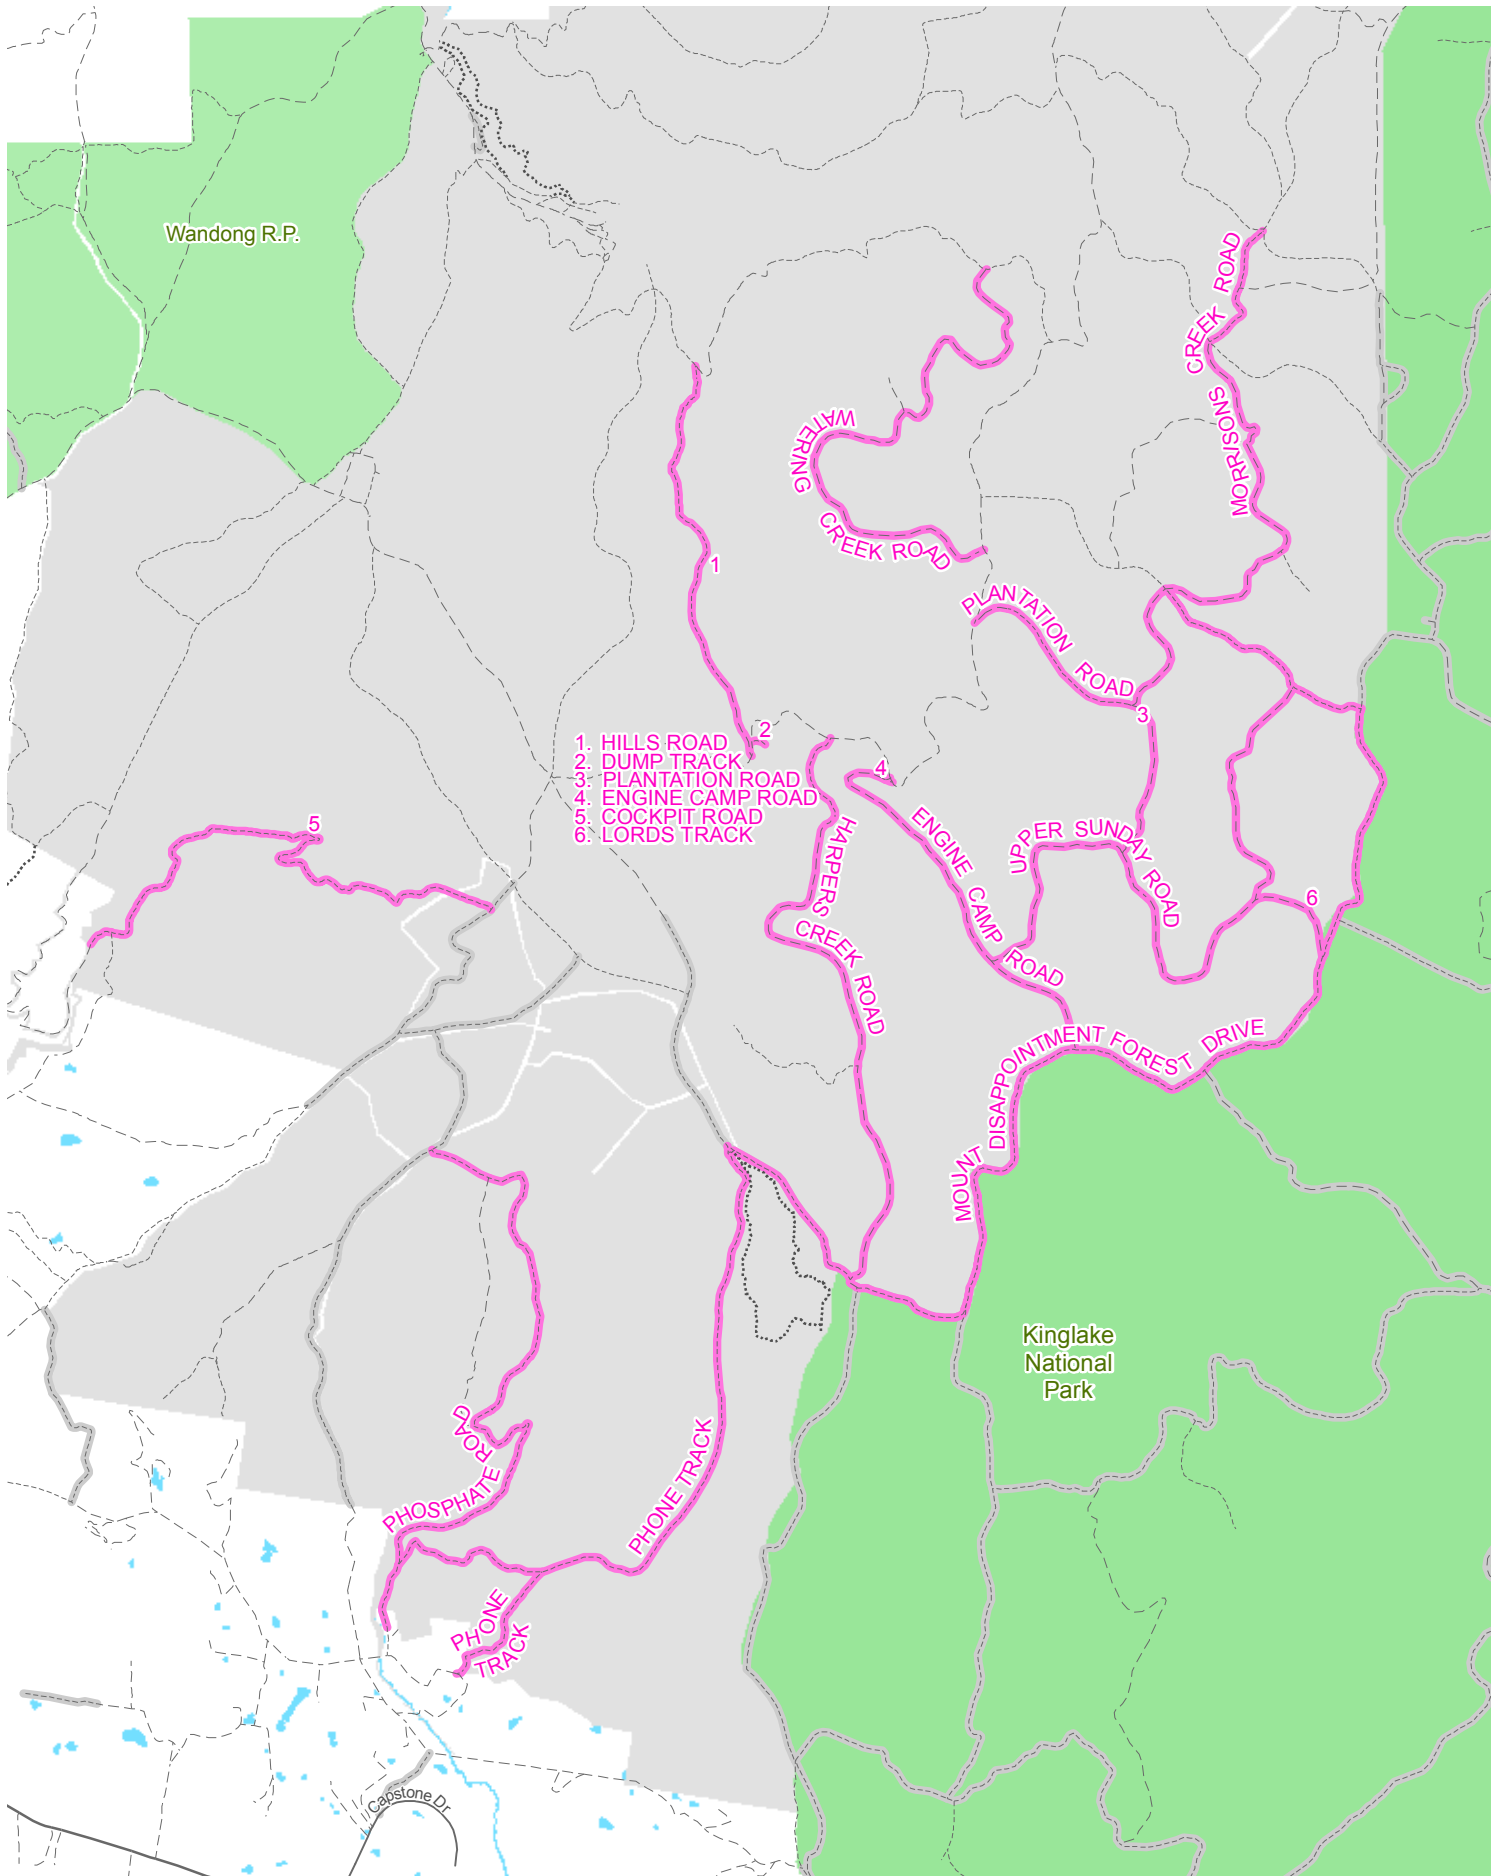 Wandong R.P.
MORRISONS CREEK ROAD
WATERING CREEK ROAD
1
PLANTATION ROAD
3
2
1. HILLS ROAD
2. DUMP TRACK
3. PLANTATION ROAD
4. ENGINE CAMP ROAD
5. COCKPIT ROAD
6. LORDS TRACK
4
5
HARPERS CREEK ROAD
ENGINE CAMP ROAD
UPPER SUNDAY ROAD
6
MOUNT DISAPPOINTMENT FOREST DRIVE
Kinglake
National
Park
PHOSPHATE ROAD
PHONE TRACK
PHONE
TRACK
Capstone Dr